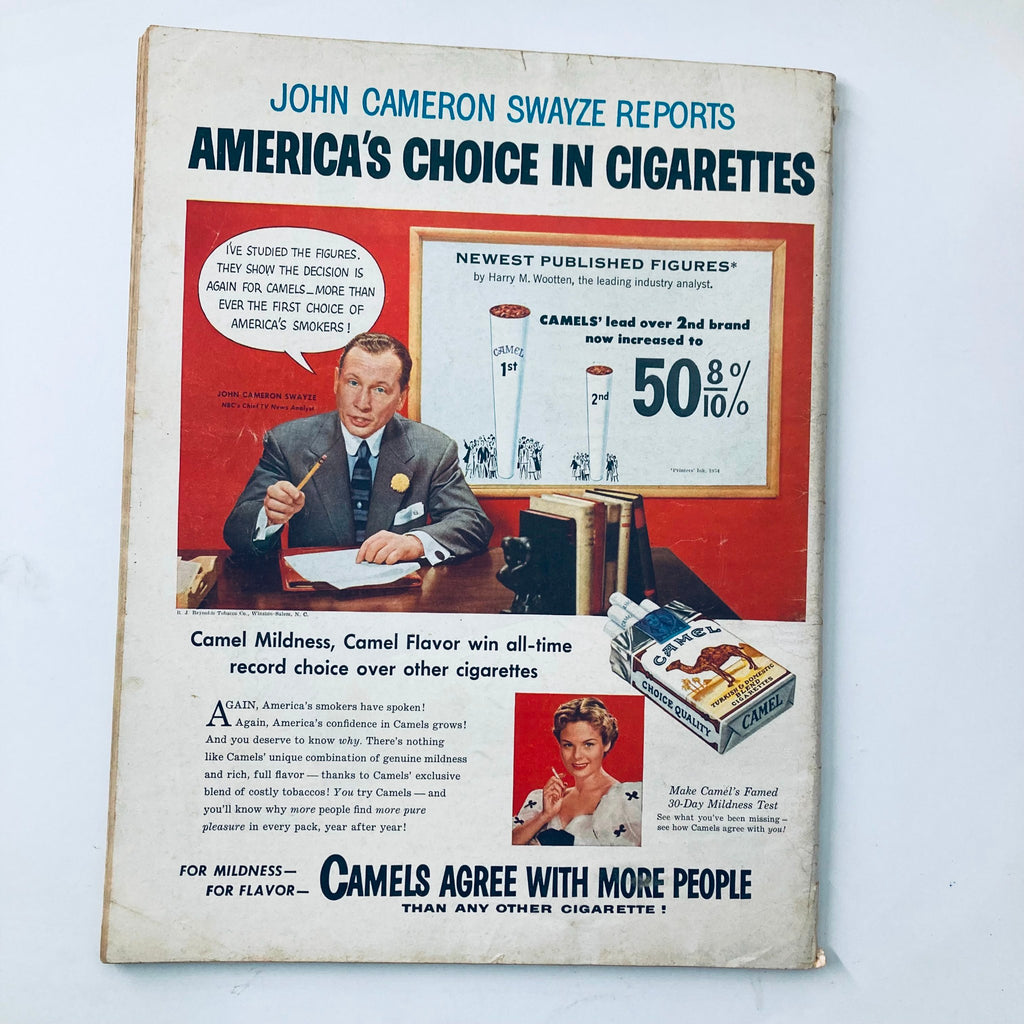 JOHN CAMERON SWAYZE REPORTS
AMERICA'S CHOICE IN CIGARETTES
I'VE STUDIED THE FIGURES.
THEY SHOW THE DECISION IS
AGAIN FOR CAMELS—MORE THAN
EVER THE FIRST CHOICE OF
AMERICA'S SMOKERS!
JOHN CAMERON SWAYZE
NBC's Chief TV News Analyst
NEWEST PUBLISHED FIGURES*
by Harry M. Wootten, the leading industry analyst.
CAMELS' lead over 2nd brand
now increased to
50 8/10%
CAMEL
1st
2nd
*Printers' Ink, 1954
R. J. Reynolds Tobacco Co., Winston-Salem, N. C.
Camel Mildness, Camel Flavor win all-time
record choice over other cigarettes
CAMEL
TURKISH & DOMESTIC
BLEND
CIGARETTES
CHOICE QUALITY
CAMEL
AGAIN, America's smokers have spoken!
Again, America's confidence in Camels grows!
And you deserve to know why. There's nothing
like Camels' unique combination of genuine mildness
and rich, full flavor — thanks to Camels' exclusive
blend of costly tobaccos! You try Camels — and
you'll know why more people find more pure
pleasure in every pack, year after year!
Make Camel's Famed
30-Day Mildness Test
See what you've been missing —
see how Camels agree with you!
FOR MILDNESS—
FOR FLAVOR—
CAMELS AGREE WITH MORE PEOPLE
THAN ANY OTHER CIGARETTE!